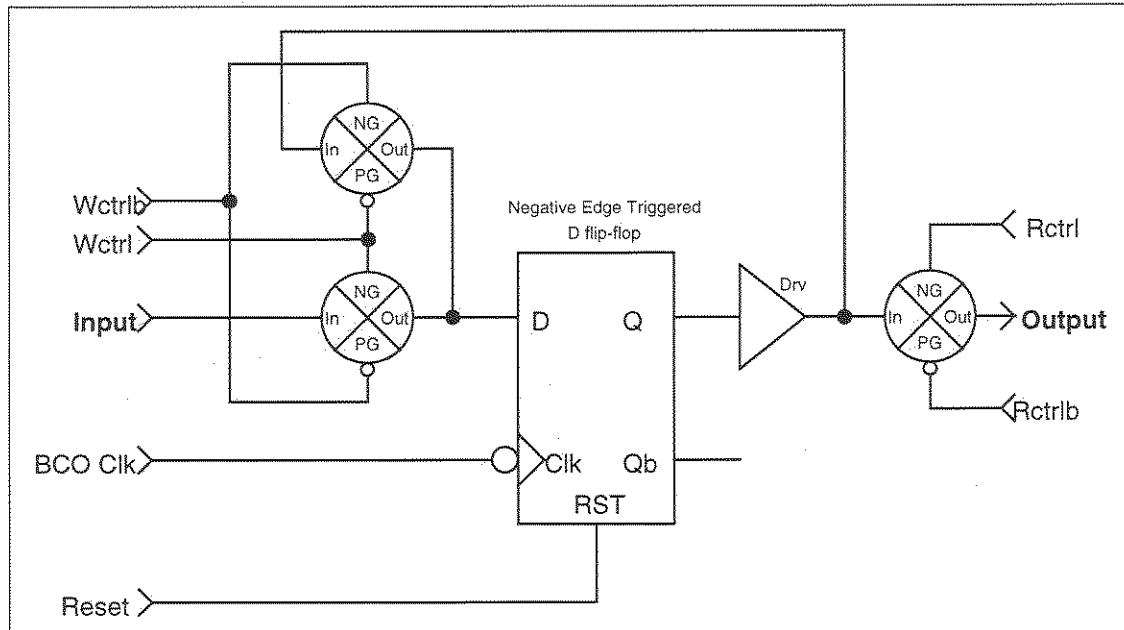 NG
In
Out
PG
Wctrlb
Wctrl
Negative Edge Triggered
D flip-flop
Rctrl
Drv
NG
In
Out
PG
Input
D
Q
NG
In
Out
PG
Output
Rctrlb
BCO Clk
Clk
Qb
RST
Reset